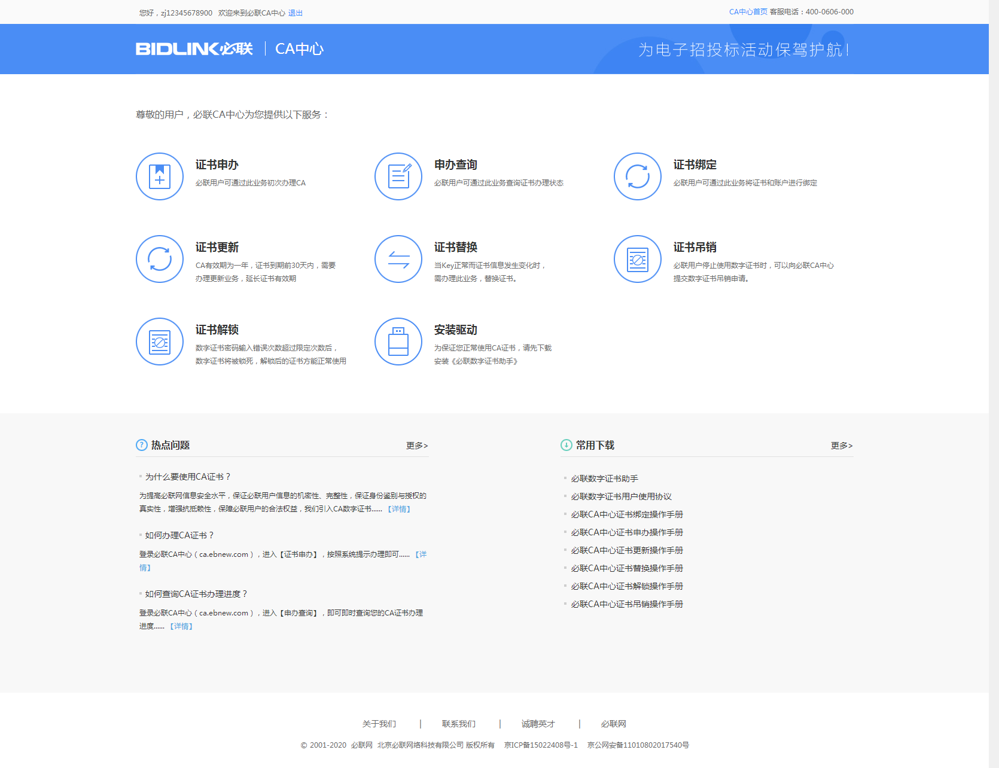 您好，zj12345678900 欢迎来到必联CA中心 退出
CA中心首页 客服电话：400-0606-000
BIDLINK必联 CA中心
为电子招投标活动保驾护航！
尊敬的用户，必联CA中心为您提供以下服务：
证书申办
必联用户可通过此业务初次办理CA
申办查询
必联用户可通过此业务查询证书办理状态
证书绑定
必联用户可通过此业务将证书和账户进行绑定
证书更新
CA有效期为一年，证书到期前30天内，需要
办理更新业务，延长证书有效期
证书替换
当Key正常而证书信息发生变化时，
需办理此业务，替换证书。
证书吊销
必联用户停止使用数字证书时，可以向必联CA中心
提交数字证书吊销申请。
证书解锁
数字证书密码输入错误次数超过限定次数后，
数字证书将被锁死，解锁后的证书方能正常使用
安装驱动
为保证您正常使用CA证书，请先下载
安装《必联数字证书助手》
热点问题 更多>
为什么要使用CA证书？
为提高必联网信息安全水平，保证必联用户信息的机密性、完整性，保证身份鉴别与授权的
真实性，增强抗抵赖性，保障必联用户的合法权益，我们引入CA数字证书...... 【详情】
如何办理CA证书？
登录必联CA中心（ca.ebnew.com），进入【证书申办】，按照系统提示办理即可...... 【详
情】
如何查询CA证书办理进度？
登录必联CA中心（ca.ebnew.com），进入【申办查询】，即可即时查询您的CA证书办理
进度...... 【详情】
常用下载 更多>
必联数字证书助手
必联数字证书用户使用协议
必联CA中心证书绑定操作手册
必联CA中心证书申办操作手册
必联CA中心证书更新操作手册
必联CA中心证书替换操作手册
必联CA中心证书解锁操作手册
必联CA中心证书吊销操作手册
关于我们 | 联系我们 | 诚聘英才 | 必联网
© 2001-2020 必联网 北京必联网络科技有限公司 版权所有 京ICP备15022408号-1 京公网安备11010802017540号